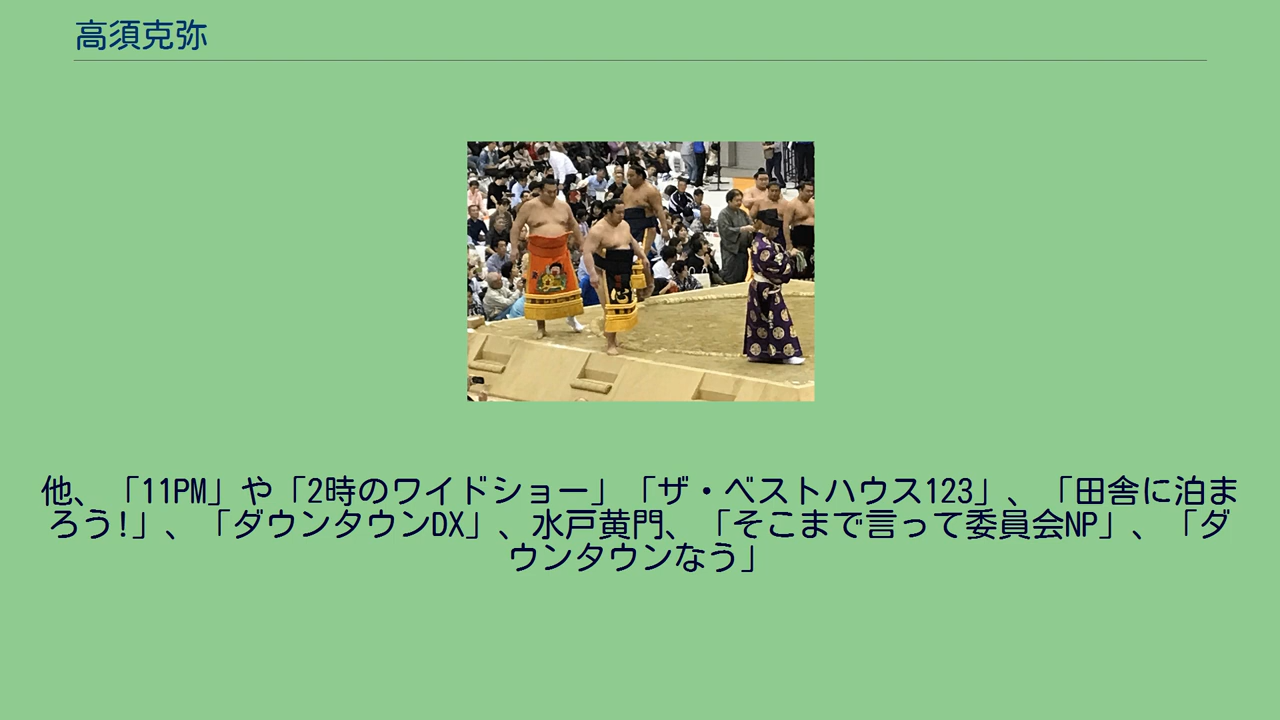 高須克弥
他、「11PM」や「2時のワイドショー」「ザ・ベストハウス123」、「田舎に泊ま
ろう!」、「ダウンタウンDX」、水戸黄門、「そこまで言って委員会NP」、「ダ
ウンタウンなう」